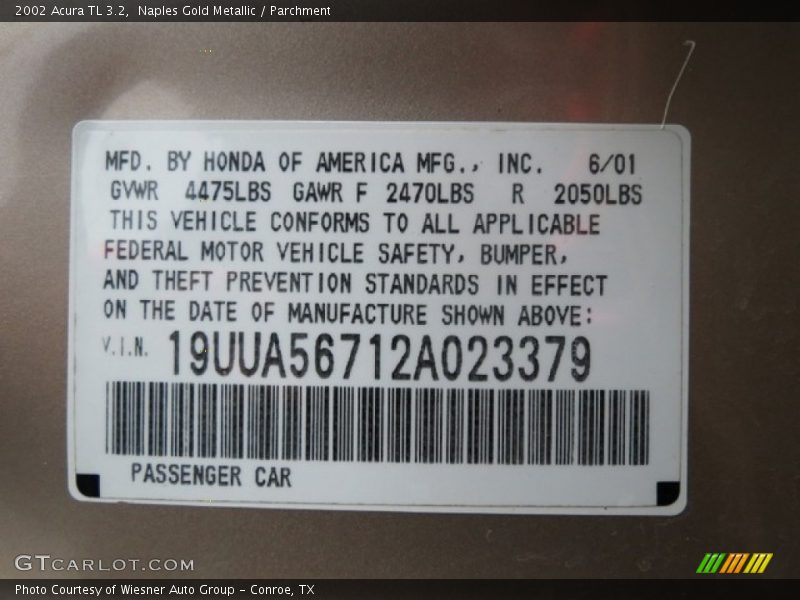 2002 Acura TL 3.2,  Naples Gold Metallic / Parchment
MFD. BY HONDA OF AMERICA MFG., INC. 6/01
GVWR 4475LBS GAWR F 2470LBS R 2050LBS
THIS VEHICLE CONFORMS TO ALL APPLICABLE
FEDERAL MOTOR VEHICLE SAFETY, BUMPER,
AND THEFT PREVENTION STANDARDS IN EFFECT
ON THE DATE OF MANUFACTURE SHOWN ABOVE:
V.I.N. 19UUA56712A023379
PASSENGER CAR
GTCARLOT.COM
Photo Courtesy of Wiesner Auto Group - Conroe, TX